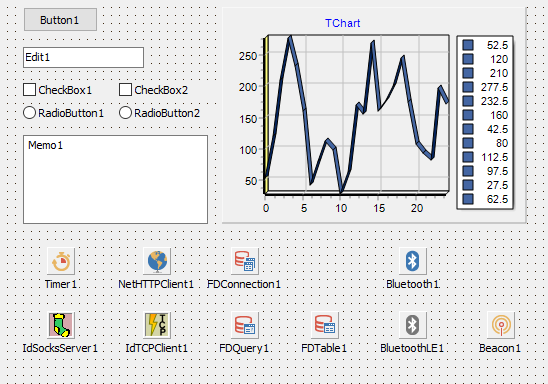 Button1
Edit1
CheckBox1 CheckBox2
RadioButton1 RadioButton2
Memo1
TChart
250
200
150
100
50
0 5 10 15 20
52.5
120
210
277.5
232.5
160
42.5
80
112.5
97.5
27.5
62.5
Timer1 NetHTTPClient1 FDConnection1 Bluetooth1
TCP
IdSocksServer1 IdTCPClient1 FDQuery1 FDTable1 BluetoothLE1 Beacon1